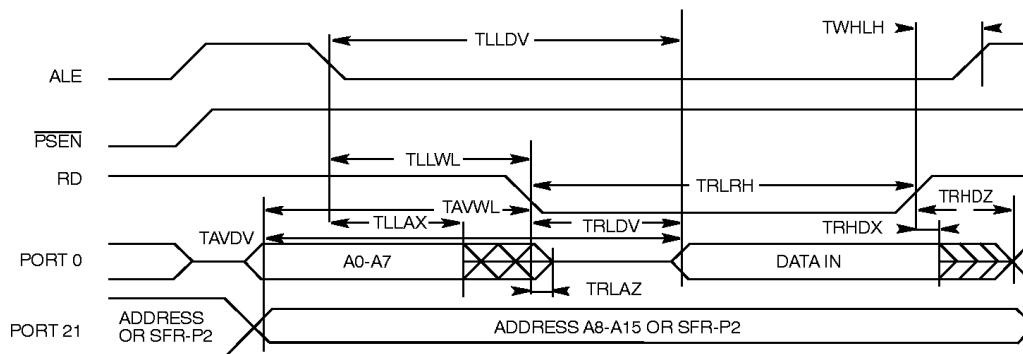 TLLDV
TWHLH
ALE
PSEN
TLLWL
RD
TRLRH
TAVWL
TRHDZ
TLLAX
TRLDV
TRHDX
TAVDV
PORT 0
A0-A7
DATA IN
TRLAZ
ADDRESS
OR SFR-P2
PORT 21
ADDRESS A8-A15 OR SFR-P2